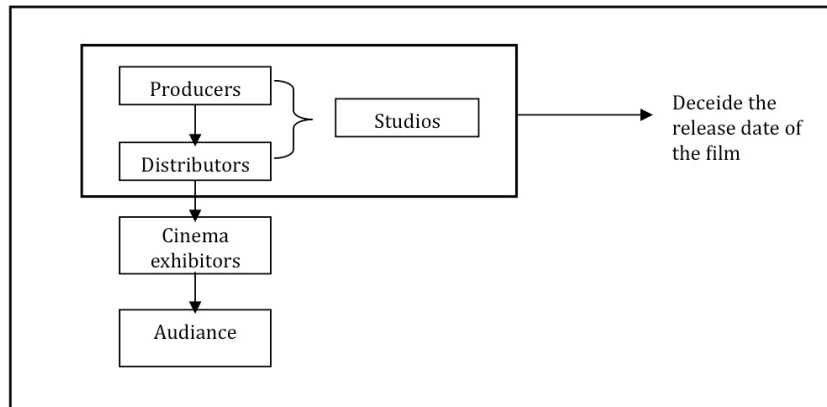 Producers
Studios
Distributors
Deceide the
release date of
the film
Cinema
exhibitors
Audiance